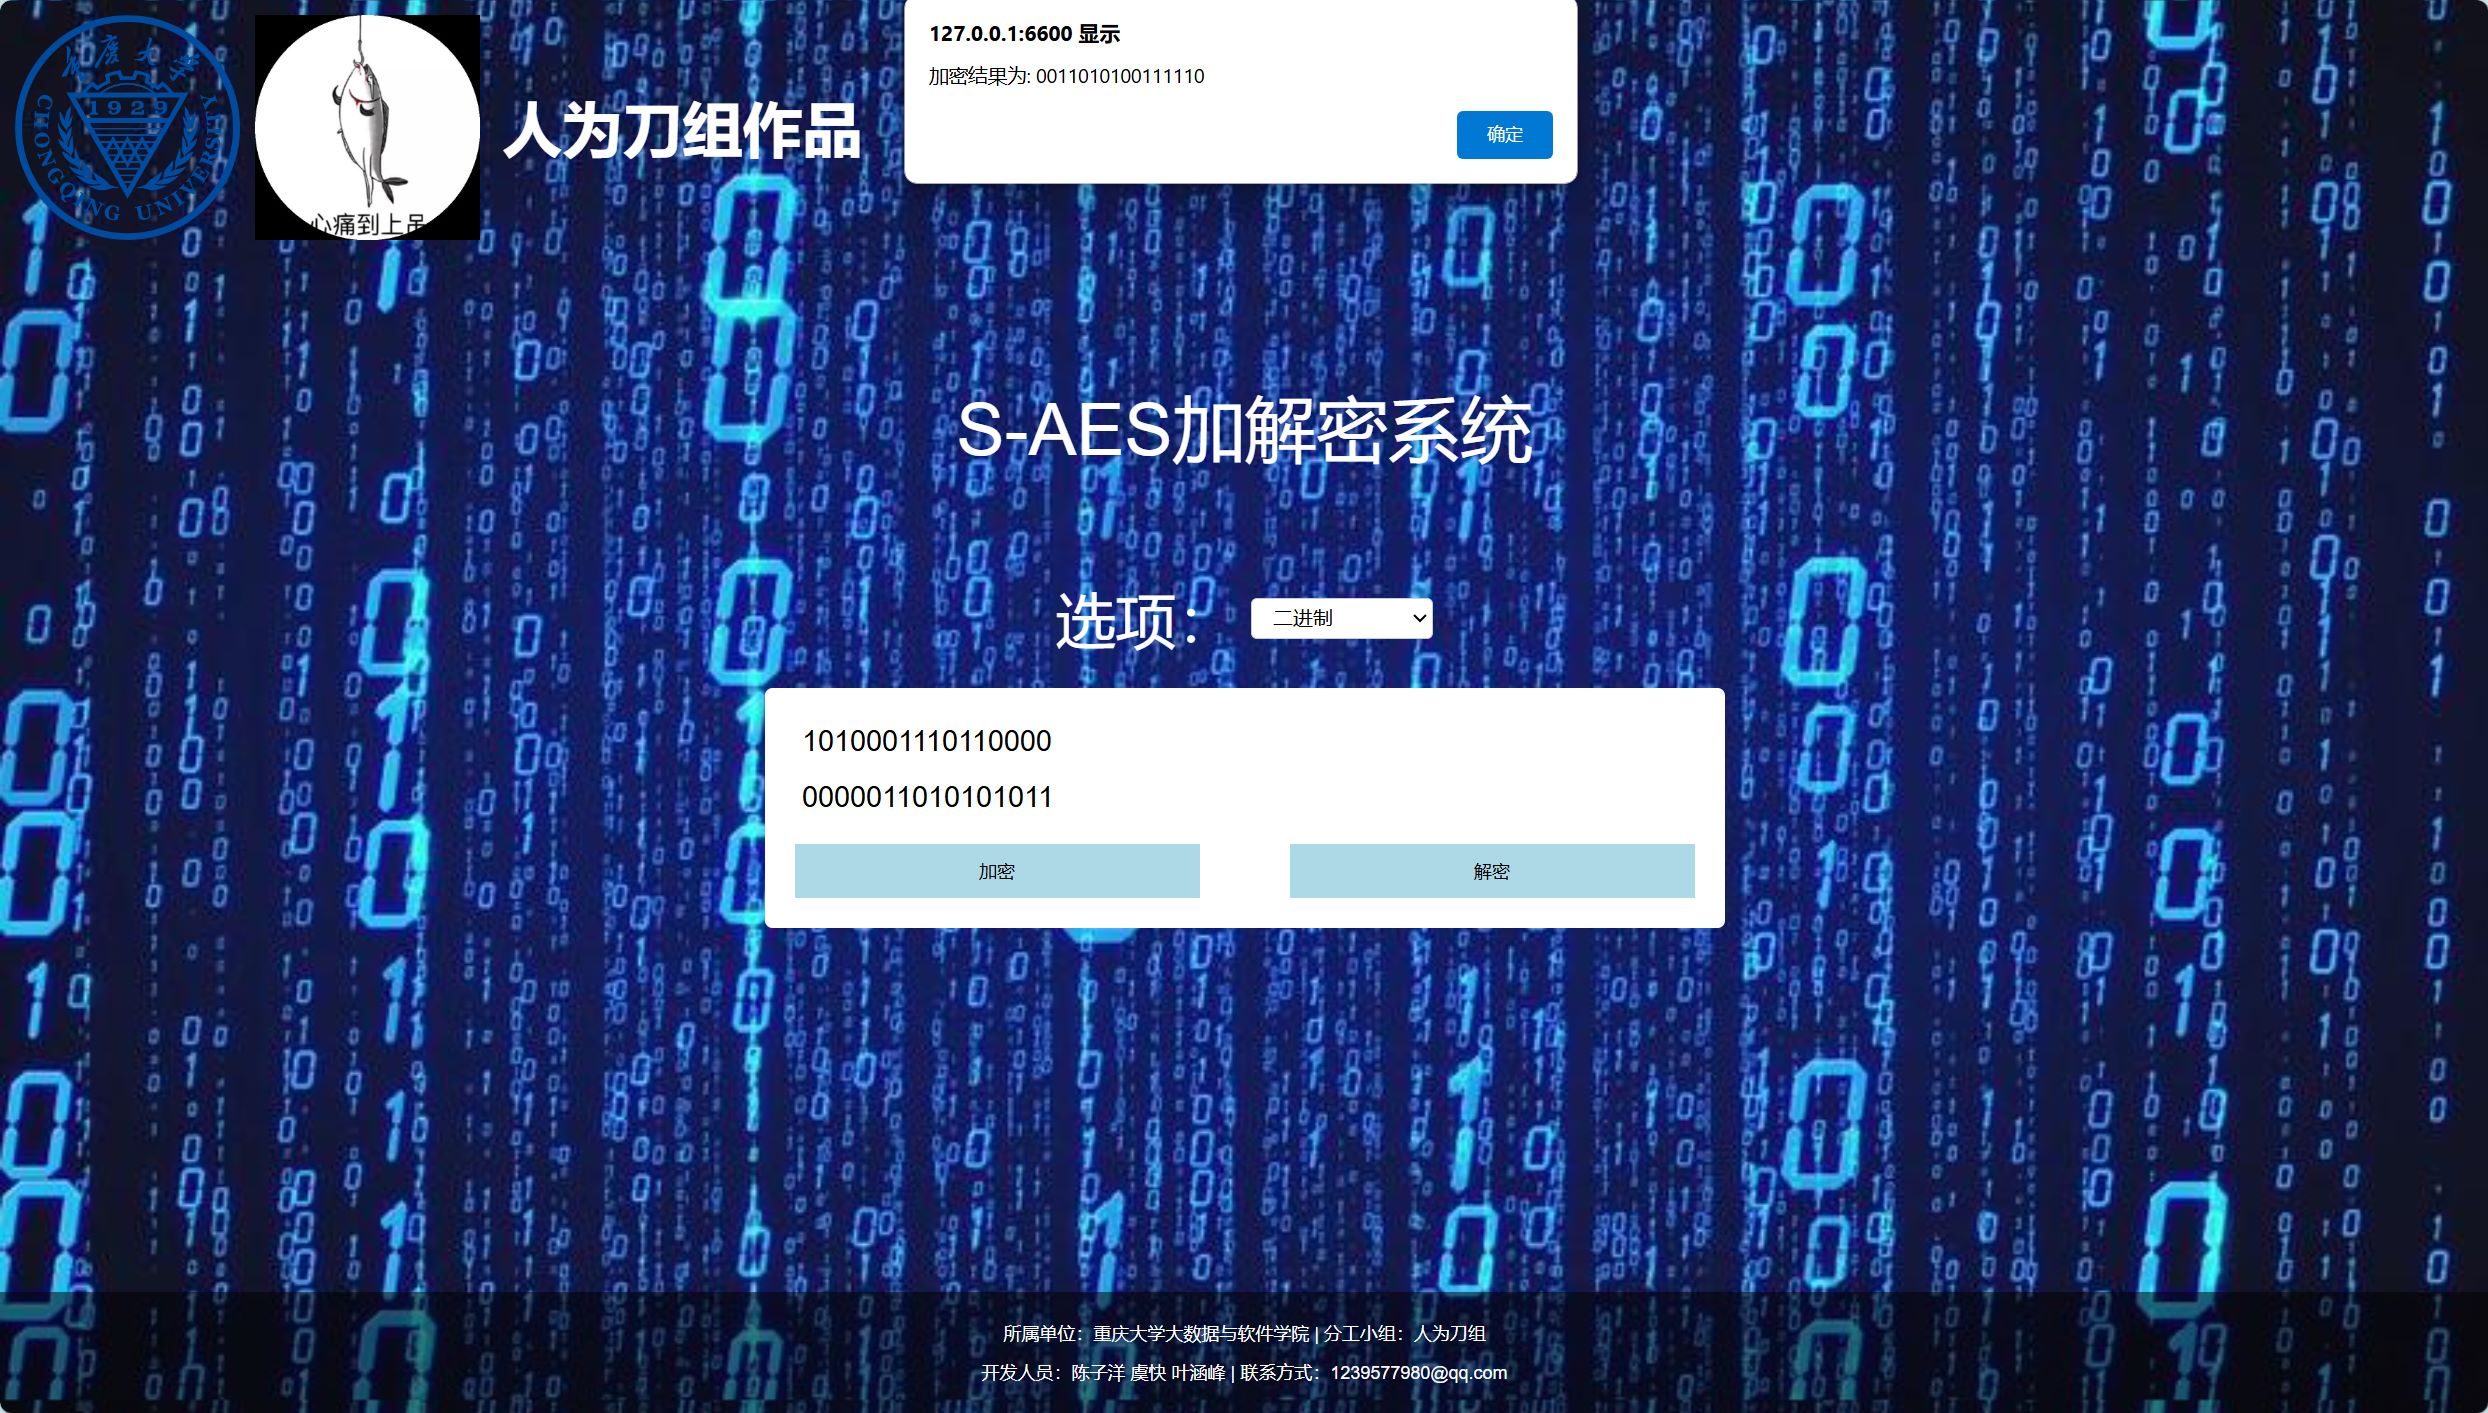 重庆大学
1929
CHONGQING UNIVERSITY
心痛到上吊
人为刀组作品
127.0.0.1:6600 显示
加密结果为: 0011010100111110
确定
S-AES加解密系统
选项：
二进制
1010001110110000
0000011010101011
加密
解密
所属单位：重庆大学大数据与软件学院 | 分工小组：人为刀组
开发人员：陈子洋 虞快 叶涵峰 | 联系方式：1239577980@qq.com